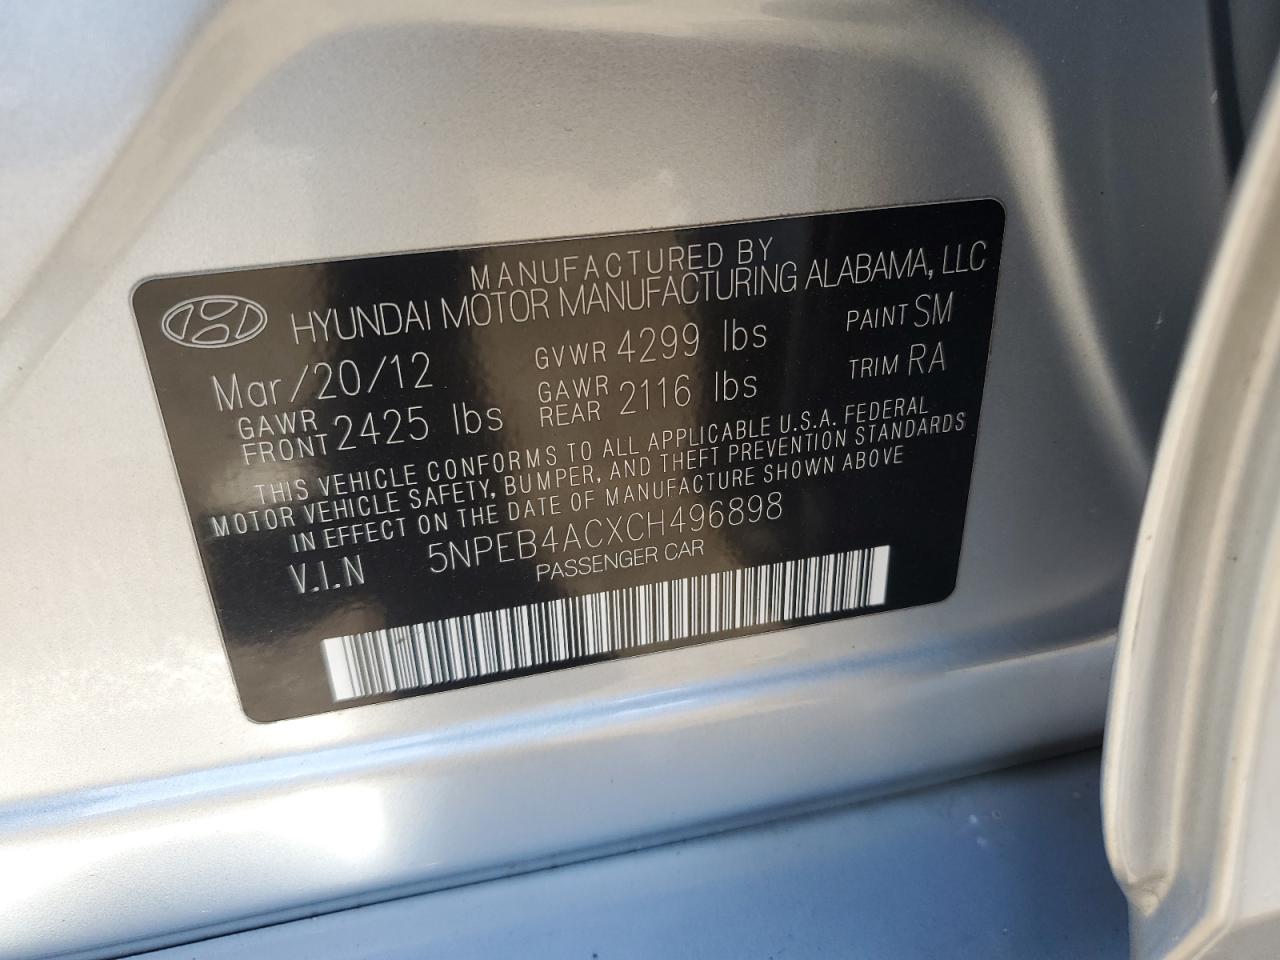 MANUFACTURED BY
HYUNDAI MOTOR MANUFACTURING ALABAMA, LLC
Mar/20/12 GVWR 4299 lbs PAINT SM
GAWR FRONT 2425 lbs GAWR REAR 2116 lbs TRIM RA
THIS VEHICLE CONFORMS TO ALL APPLICABLE U.S.A. FEDERAL
MOTOR VEHICLE SAFETY, BUMPER, AND THEFT PREVENTION STANDARDS
IN EFFECT ON THE DATE OF MANUFACTURE SHOWN ABOVE
V.I.N 5NPEB4ACXCH496898
PASSENGER CAR